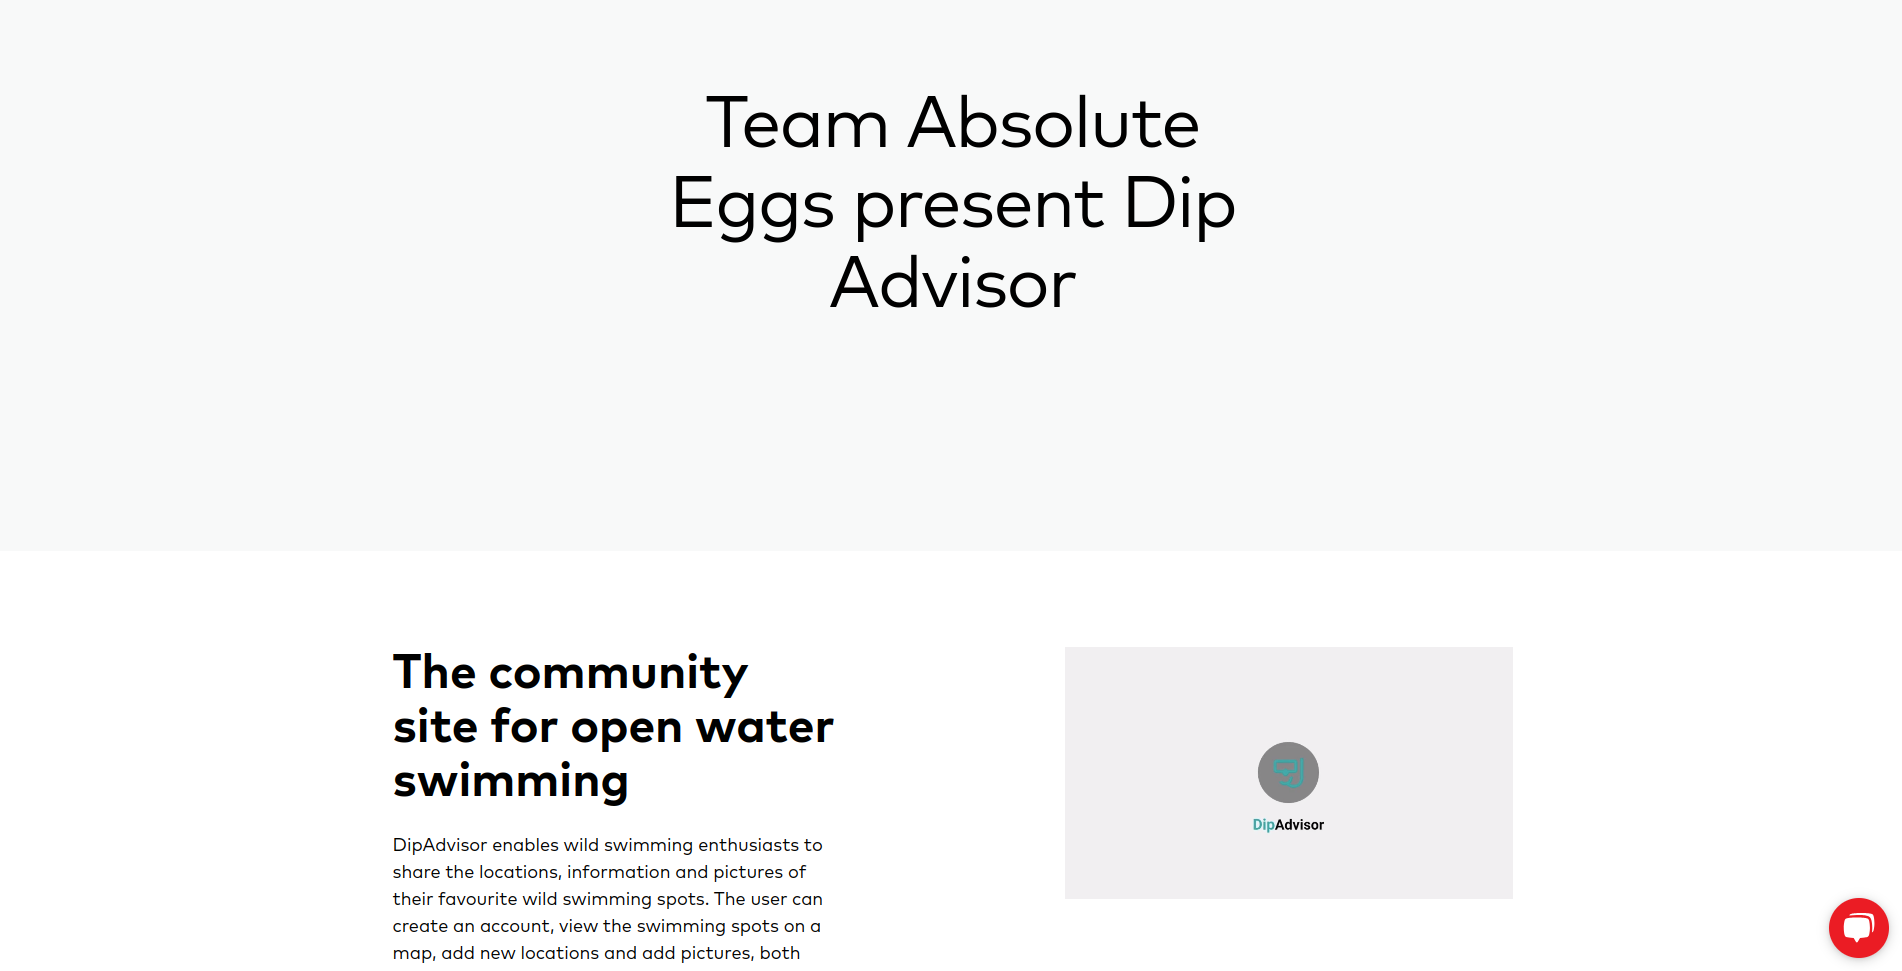 Team Absolute
Eggs present Dip
Advisor
The community
site for open water
swimming
DipAdvisor enables wild swimming enthusiasts to
share the locations, information and pictures of
their favourite wild swimming spots. The user can
create an account, view the swimming spots on a
map, add new locations and add pictures, both
DipAdvisor